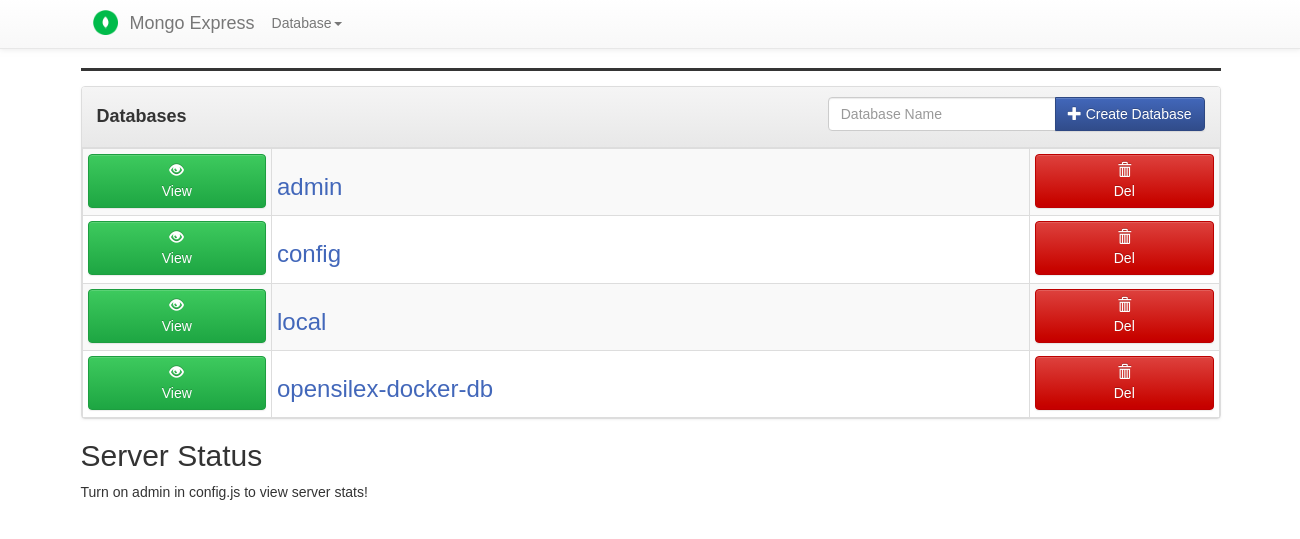 Mongo Express Database
Databases
Database Name Create Database
View admin Del
View config Del
View local Del
View opensilex-docker-db Del
Server Status
Turn on admin in config.js to view server stats!